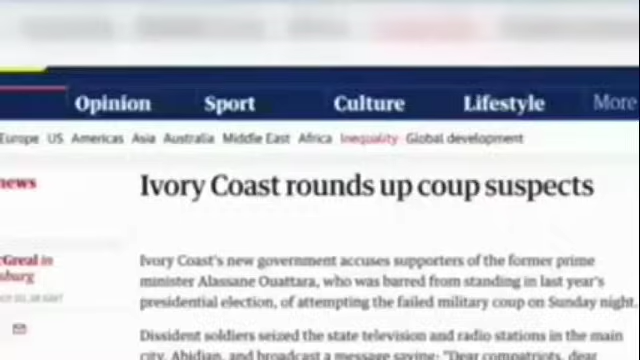 Opinion Sport Culture Lifestyle More
Europe US Americas Asia Australia Middle East Africa Inequality Global development
news
Ivory Coast rounds up coup suspects
Ivory Coast's new government accuses supporters of the former prime
minister Alassane Ouattara, who was barred from standing in last year's
presidential election, of attempting the failed military coup on Sunday night.
Greal in
Dissident soldiers seized the state television and radio stations in the main
city, Abidjan, and broadcast a message saying: "Dear compatriots, dear